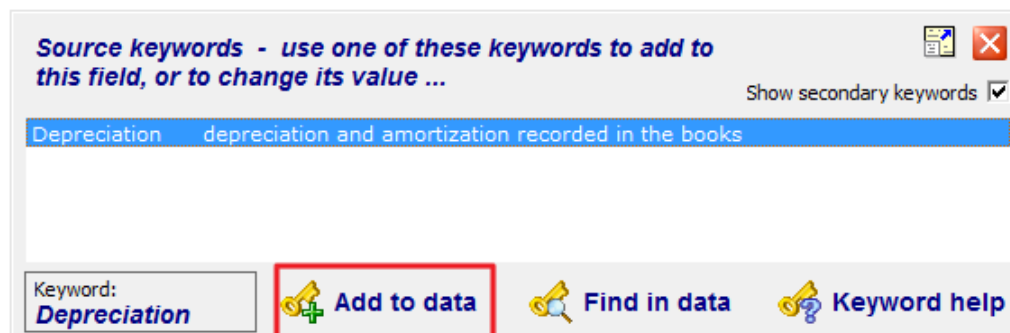 Source keywords - use one of these keywords to add to
this field, or to change its value ...
Show secondary keywords
Depreciation depreciation and amortization recorded in the books
Keyword:
Depreciation
Add to data
Find in data
Keyword help